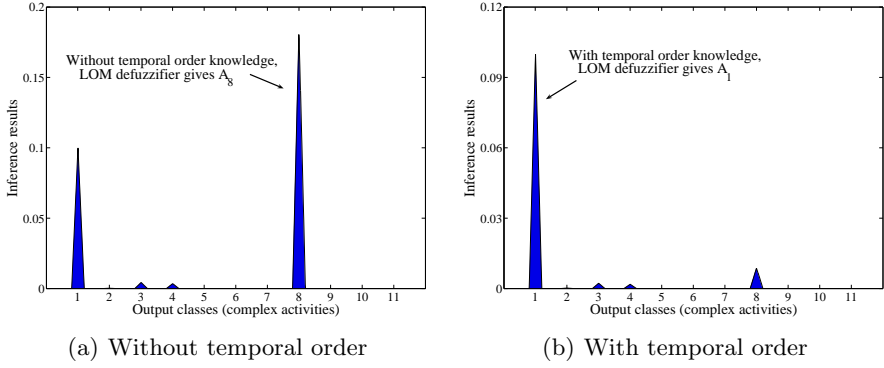 0.2
0.15
0.1
0.05
0
Inference results
Without temporal order knowledge,
LOM defuzzifier gives A8
1 2 3 4 5 6 7 8 9 10 11
Output classes (complex activities)
(a) Without temporal order
0.12
0.09
0.06
0.03
0
Inference results
With temporal order knowledge,
LOM defuzzifier gives A1
1 2 3 4 5 6 7 8 9 10 11
Output classes (complex activities)
(b) With temporal order